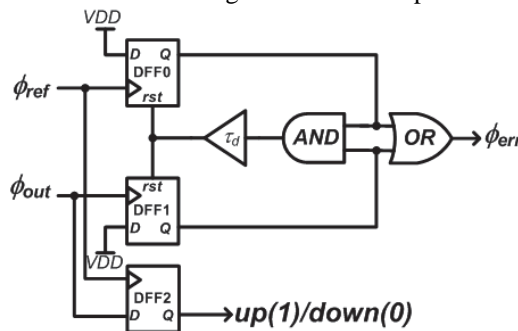 VDD
D Q
DFF0
ϕref
rst
τd
AND
OR
ϕerr
rst
ϕout
DFF1
D Q
VDD
DFF2
D Q
up(1)/down(0)